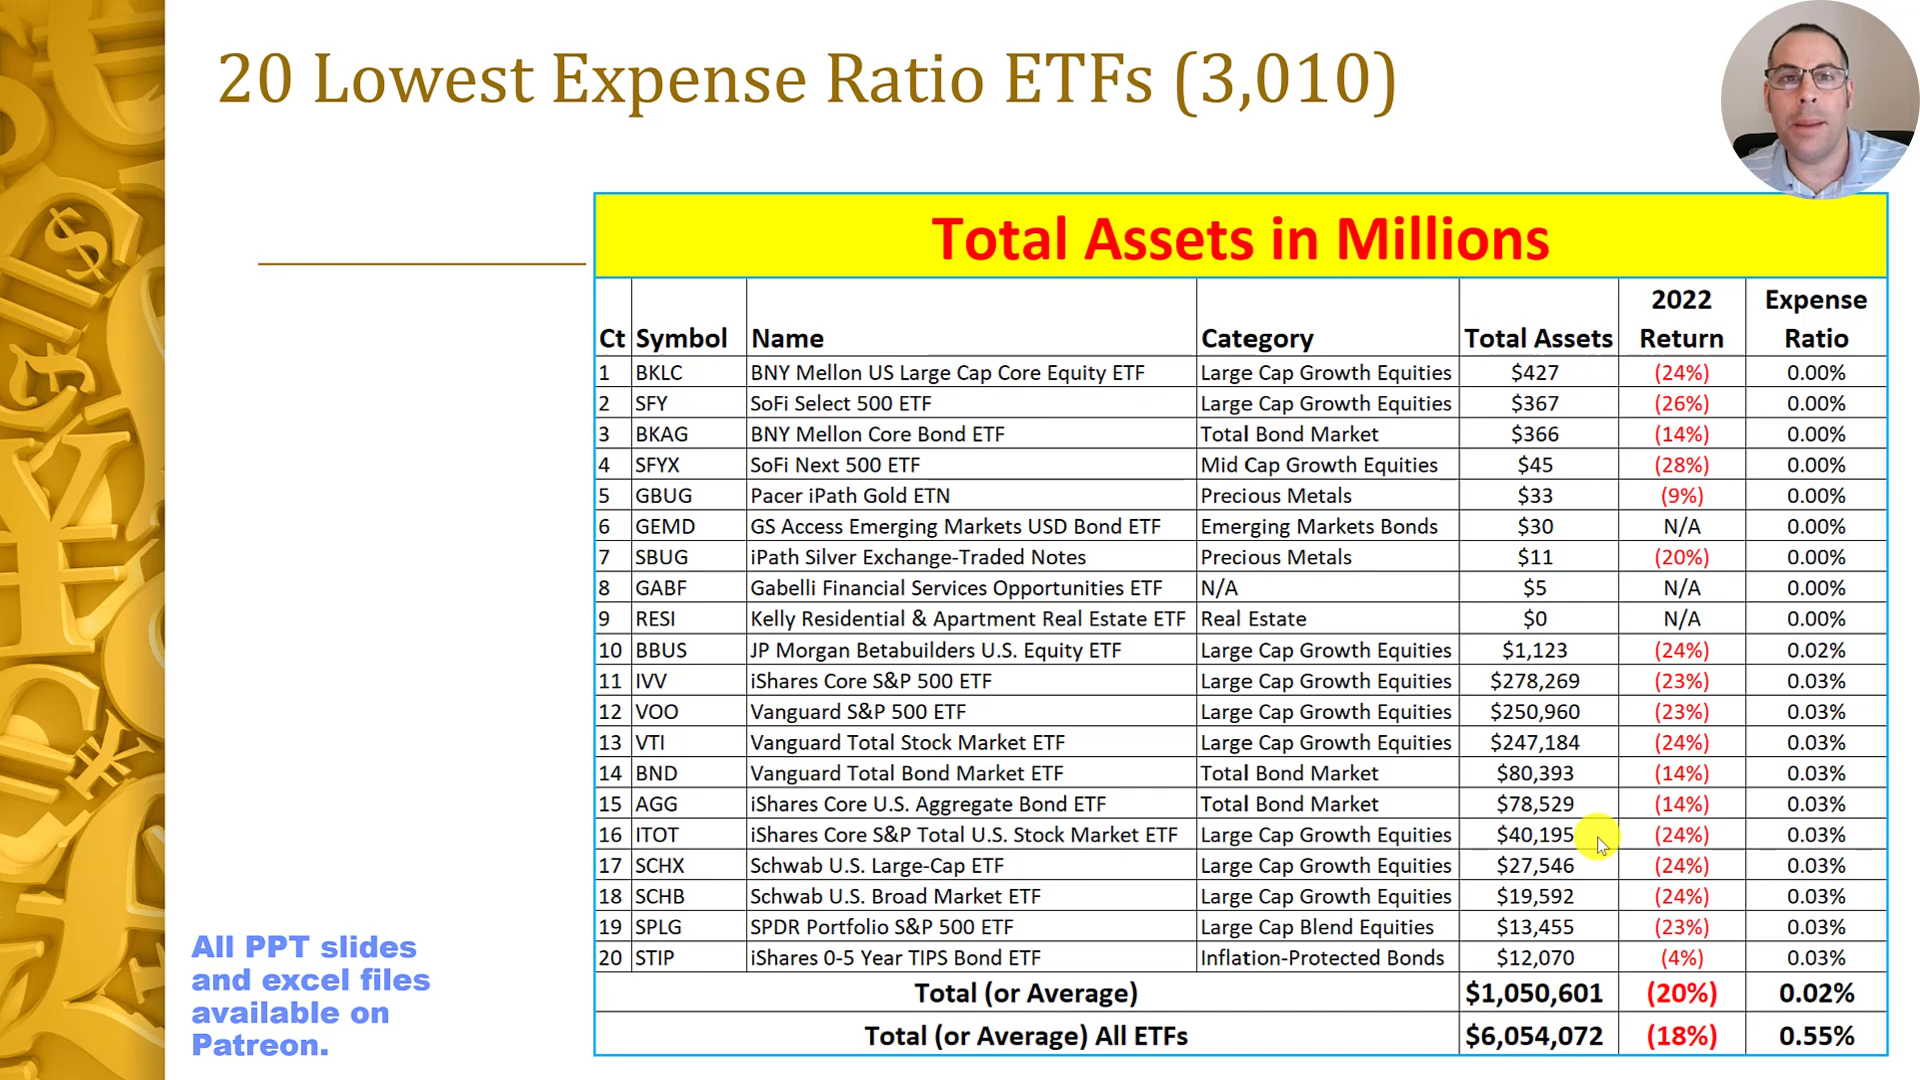 20 Lowest Expense Ratio ETFs (3,010)
Total Assets in Millions
Ct Symbol Name Category Total Assets 2022 Return Expense Ratio
1 BKLC BNY Mellon US Large Cap Core Equity ETF Large Cap Growth Equities $427 (24%) 0.00%
2 SFY SoFi Select 500 ETF Large Cap Growth Equities $367 (26%) 0.00%
3 BKAG BNY Mellon Core Bond ETF Total Bond Market $366 (14%) 0.00%
4 SFYX SoFi Next 500 ETF Mid Cap Growth Equities $45 (28%) 0.00%
5 GBUG Pacer iPath Gold ETN Precious Metals $33 (9%) 0.00%
6 GEMD GS Access Emerging Markets USD Bond ETF Emerging Markets Bonds $30 N/A 0.00%
7 SBUG iPath Silver Exchange-Traded Notes Precious Metals $11 (20%) 0.00%
8 GABF Gabelli Financial Services Opportunities ETF N/A $5 N/A 0.00%
9 RESI Kelly Residential & Apartment Real Estate ETF Real Estate $0 N/A 0.00%
10 BBUS JP Morgan Betabuilders U.S. Equity ETF Large Cap Growth Equities $1,123 (24%) 0.02%
11 IVV iShares Core S&P 500 ETF Large Cap Growth Equities $278,269 (23%) 0.03%
12 VOO Vanguard S&P 500 ETF Large Cap Growth Equities $250,960 (23%) 0.03%
13 VTI Vanguard Total Stock Market ETF Large Cap Growth Equities $247,184 (24%) 0.03%
14 BND Vanguard Total Bond Market ETF Total Bond Market $80,393 (14%) 0.03%
15 AGG iShares Core U.S. Aggregate Bond ETF Total Bond Market $78,529 (14%) 0.03%
16 ITOT iShares Core S&P Total U.S. Stock Market ETF Large Cap Growth Equities $40,195 (24%) 0.03%
17 SCHX Schwab U.S. Large-Cap ETF Large Cap Growth Equities $27,546 (24%) 0.03%
18 SCHB Schwab U.S. Broad Market ETF Large Cap Growth Equities $19,592 (24%) 0.03%
19 SPLG SPDR Portfolio S&P 500 ETF Large Cap Blend Equities $13,455 (23%) 0.03%
20 STIP iShares 0-5 Year TIPS Bond ETF Inflation-Protected Bonds $12,070 (4%) 0.03%
Total (or Average) $1,050,601 (20%) 0.02%
Total (or Average) All ETFs $6,054,072 (18%) 0.55%
All PPT slides
and excel files
available on
Patreon.